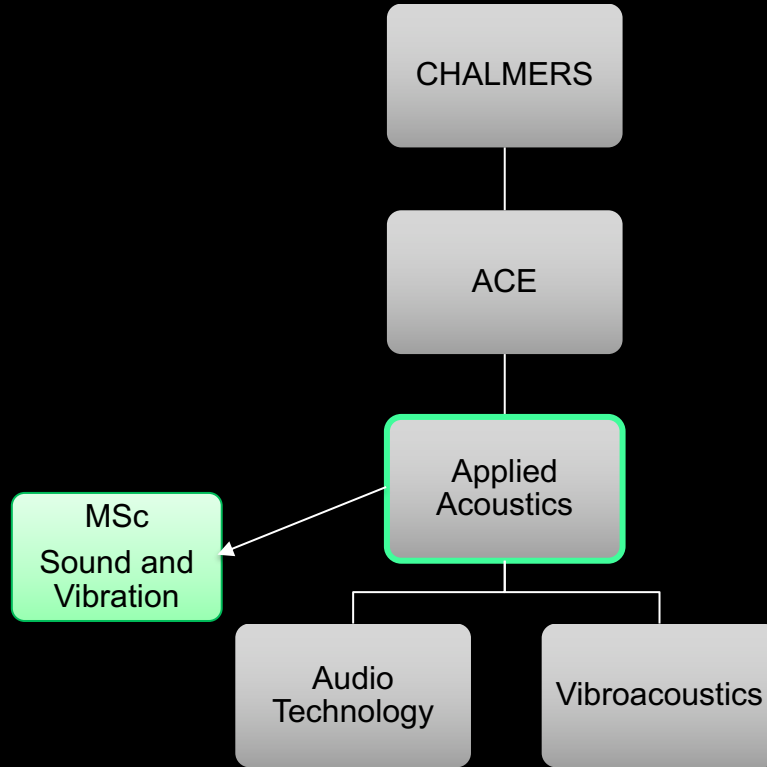 CHALMERS
ACE
Applied
Acoustics
MSc
Sound and
Vibration
Audio
Technology
Vibroacoustics